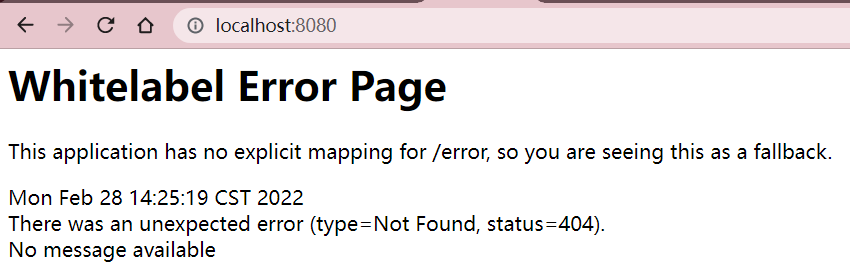 localhost:8080
Whitelabel Error Page
This application has no explicit mapping for /error, so you are seeing this as a fallback.
Mon Feb 28 14:25:19 CST 2022
There was an unexpected error (type=Not Found, status=404).
No message available